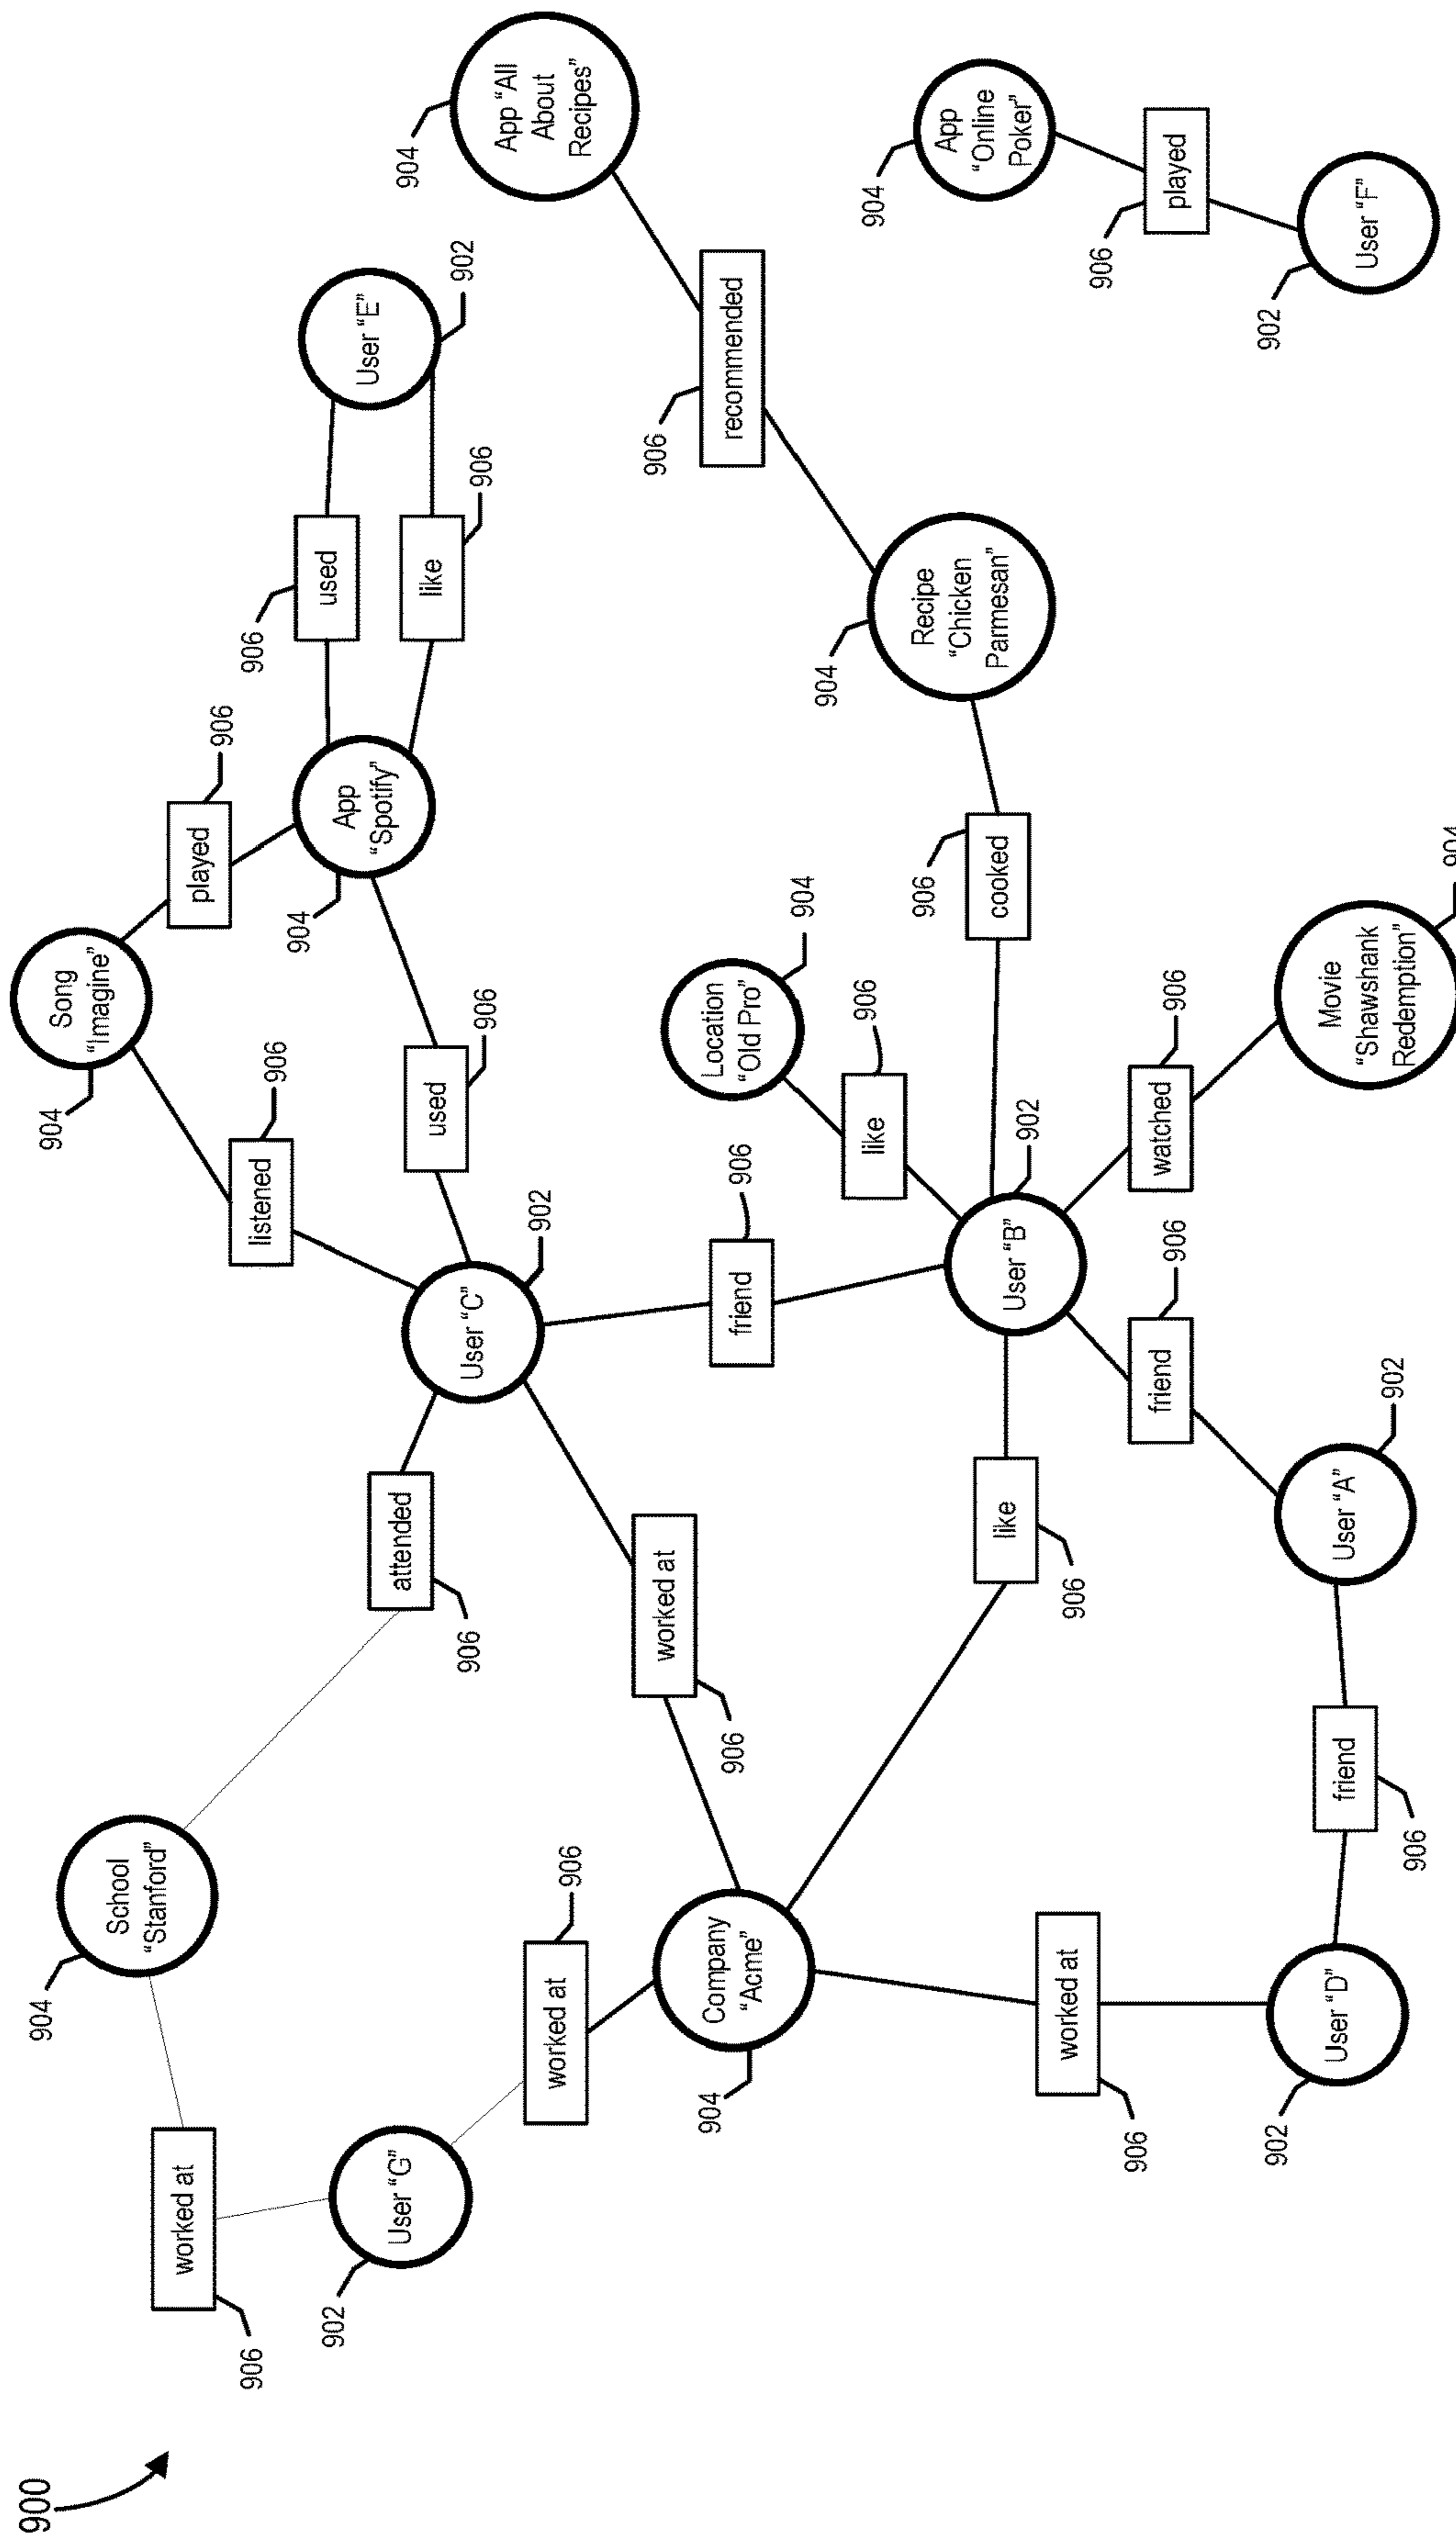 900
906
worked at
902
User "G"
904
School
"Stanford"
906
worked at
904
Company
"Acme"
906
attended
worked at
906
User "C"
902
listened
906
904
Song
"Imagine"
played
906
used
906
904
App
"Spotify"
906
used
like
906
User "E"
902
friend
906
like
906
Location
"Old Pro"
904
like
906
User "B"
902
906
cooked
904
Recipe
"Chicken
Parmesan"
906
recommended
904
App "All
About
Recipes"
906
worked at
902
User "D"
friend
906
User "A"
902
friend
906
watched
906
Movie
"Shawshank
Redemption"
904
904
App
"Online
Poker"
906
played
902
User "F"